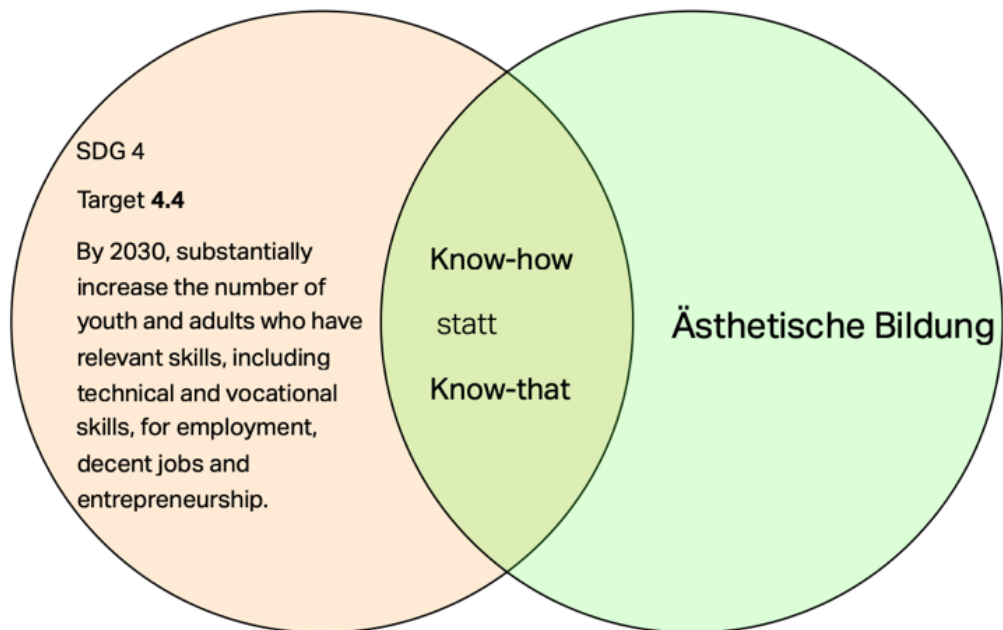 SDG 4
Target 4.4
By 2030, substantially
increase the number of
youth and adults who have
relevant skills, including
technical and vocational
skills, for employment,
decent jobs and
entrepreneurship.
Know-how
statt
Know-that
Ästhetische Bildung